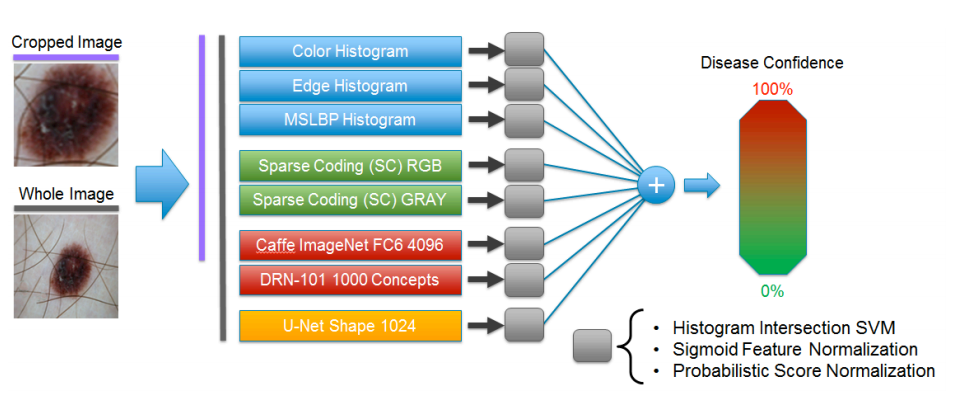 Cropped Image
Whole Image
Color Histogram
Edge Histogram
MSLBP Histogram
Sparse Coding (SC) RGB
Sparse Coding (SC) GRAY
Caffe ImageNet FC6 4096
DRN-101 1000 Concepts
U-Net Shape 1024
+
Disease Confidence
100%
0%
• Histogram Intersection SVM
• Sigmoid Feature Normalization
• Probabilistic Score Normalization